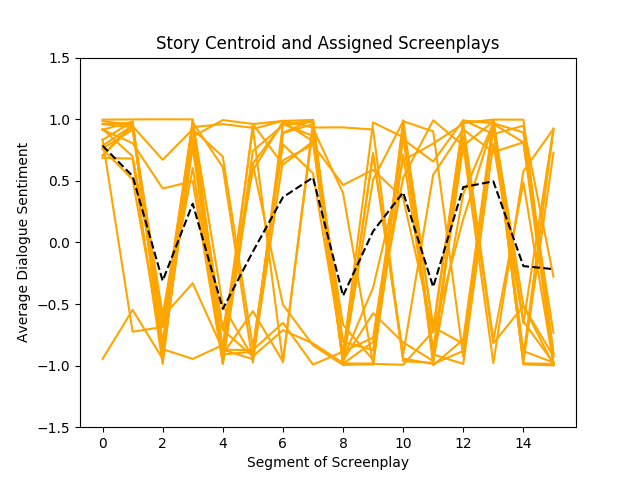 Story Centroid and Assigned Screenplays
Average Dialogue Sentiment
1.5
1.0
0.5
0.0
−0.5
−1.0
−1.5
0 2 4 6 8 10 12 14
Segment of Screenplay